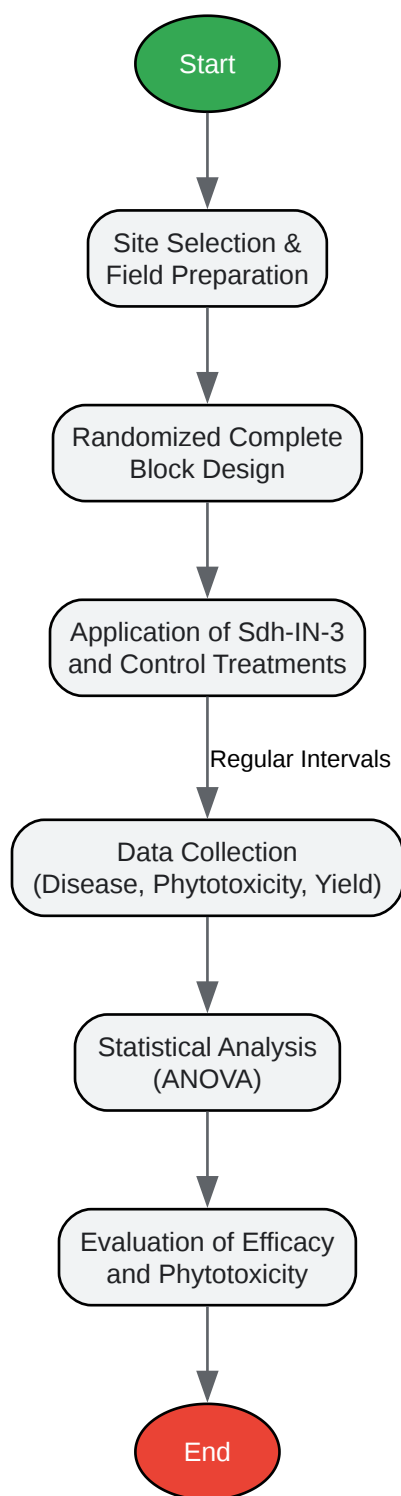 Start
Site Selection &
Field Preparation
Randomized Complete
Block Design
Application of Sdh-IN-3
and Control Treatments
Regular Intervals
Data Collection
(Disease, Phytotoxicity, Yield)
Statistical Analysis
(ANOVA)
Evaluation of Efficacy
and Phytotoxicity
End